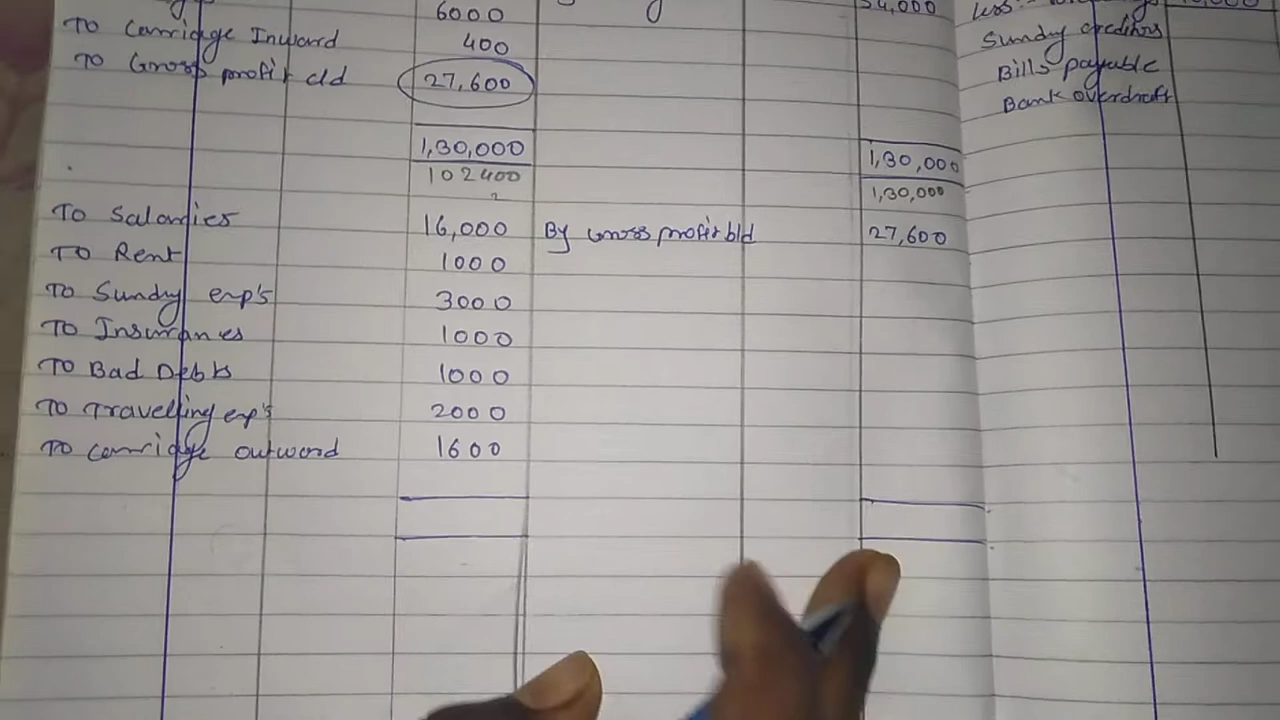 6000 54,000
To Carriage Inward 400
To Gross profit c/d 27,600
1,30,000 1,30,000
102400 1,30,000
To Salaries 16,000 By Gross profit b/d 27,600
To Rent 1000
To Sundry exp's 3000
To Insurances 1000
To Bad Debts 1000
To Travelling exp's 2000
To carriage outward 1600
Less
Sundry creditors
Bills payable
Bank overdraft